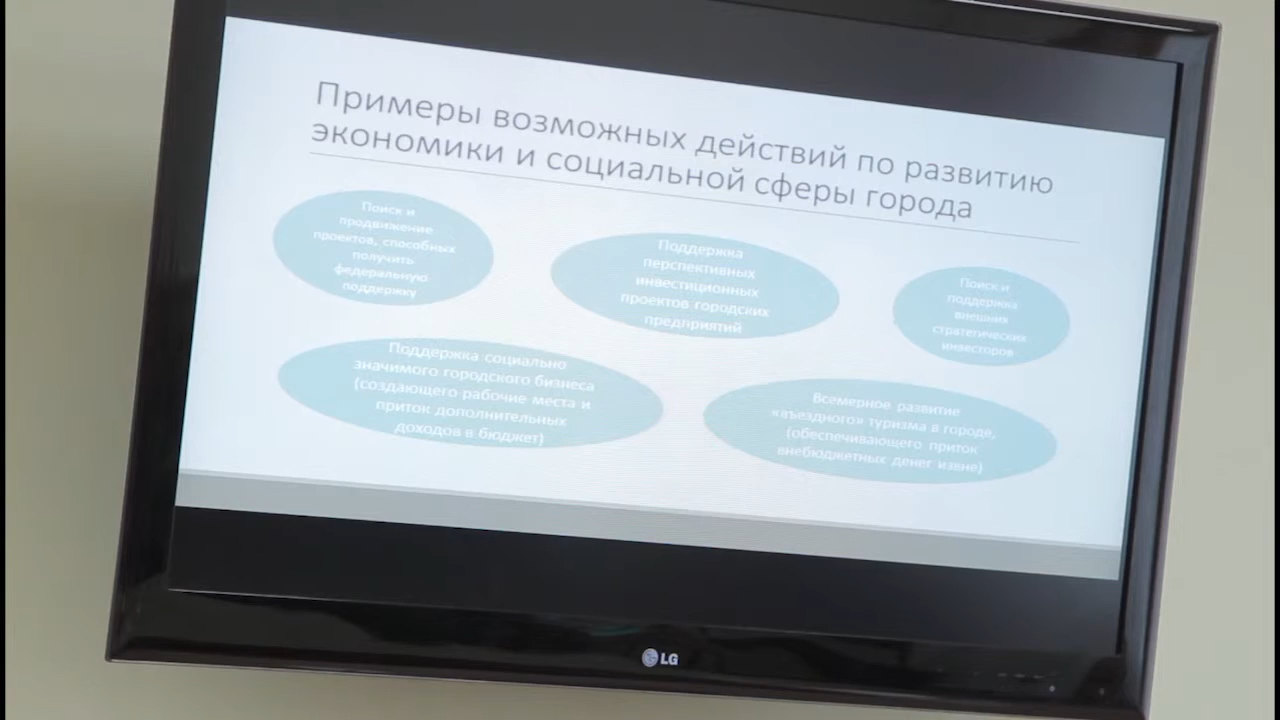 Примеры возможных действий по развитию
экономики и социальной сферы города
Поиск и
продвижение
проектов, способных
получить
федеральную
поддержку
Поддержка
перспективных
инвестиционных
проектов городских
предприятий
Поиск и
поддержка
внешних
стратегических
инвесторов
Поддержка социально
значимого городского бизнеса
(создающего рабочие места и
приток дополнительных
доходов в бюджет)
Всемерное развитие
«въездного» туризма в городе,
(обеспечивающего приток
внебюджетных денег извне)
LG